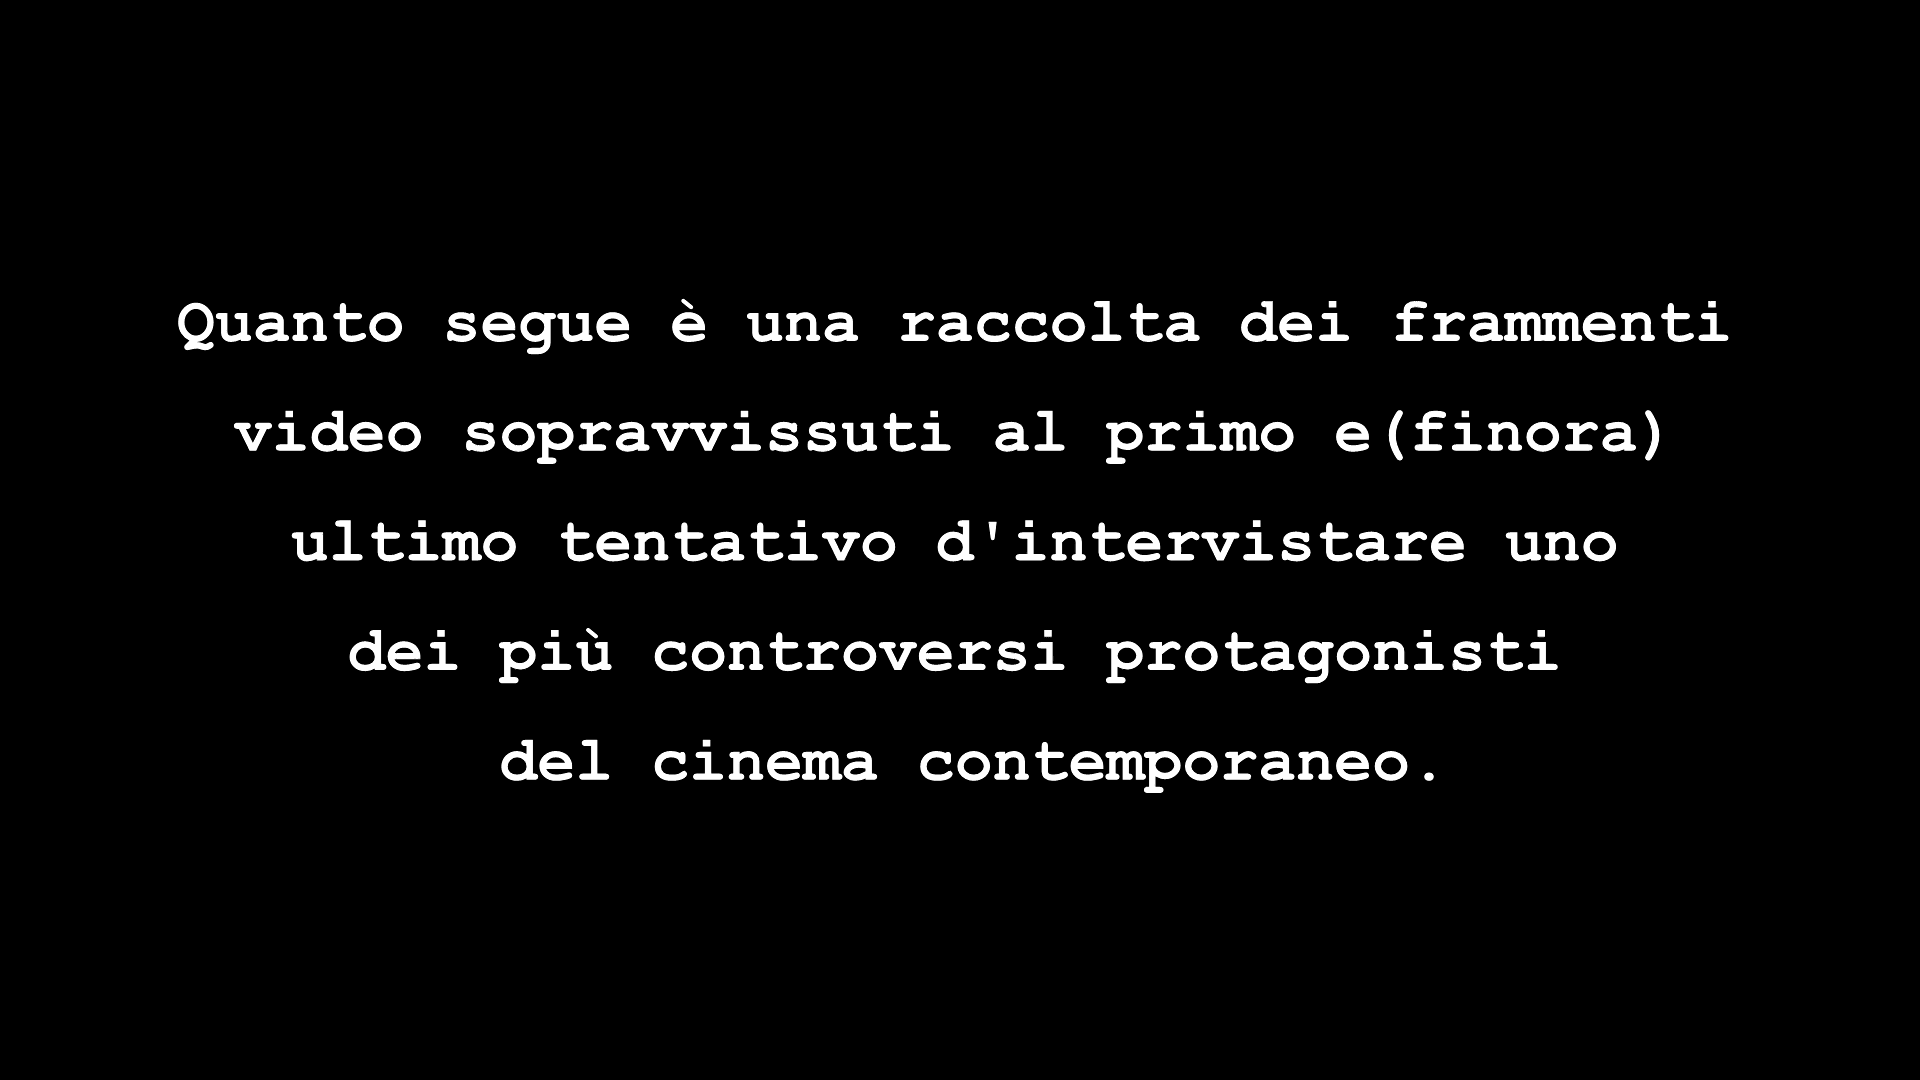 Quanto segue è una raccolta dei frammenti
video sopravvissuti al primo e(finora)
ultimo tentativo d'intervistare uno
dei più controversi protagonisti
del cinema contemporaneo.